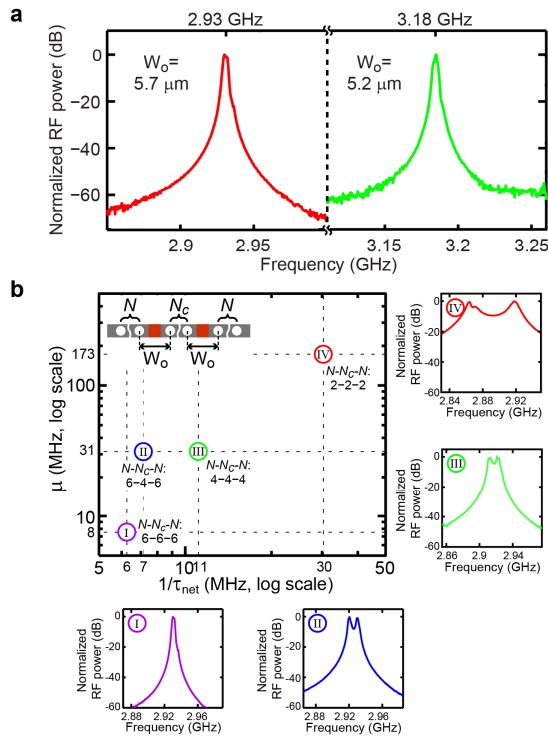 a
2.93 GHz
3.18 GHz
Normalized RF power (dB)
0
−20
−40
−60
Wo=
5.7 μm
Wo=
5.2 μm
2.9
2.95
3.15
3.2
3.25
Frequency (GHz)
b
μ (MHz, log scale)
173
100
31
10
8
N
Nc
N
Wo
Wo
IV
N-NC-N:
2−2−2
II
N-NC-N:
6−4−6
III
N-NC-N:
4−4−4
I
N-NC-N:
6−6−6
5
6
7
10
11
30
50
1/τnet (MHz, log scale)
Normalized
RF power (dB)
0
-20
-40
-60
IV
2.84
2.88
2.92
Frequency (GHz)
Normalized
RF power (dB)
0
-20
-40
-60
III
2.86
2.9
2.94
Frequency (GHz)
Normalized
RF power (dB)
0
-20
-40
-60
I
2.88
2.92
2.96
Frequency (GHz)
Normalized
RF power (dB)
0
-20
-40
-60
II
2.88
2.92
2.96
Frequency (GHz)